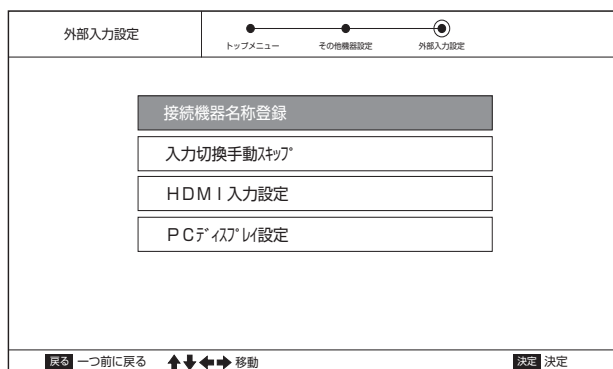 外部入力設定
トップメニュー その他機器設定 外部入力設定
接続機器名称登録
入力切換手動ｽｷｯﾌﾟ
ＨＤＭＩ入力設定
ＰＣﾃﾞｨｽﾌﾟﾚｲ設定
戻る 一つ前に戻る 移動 決定 決定